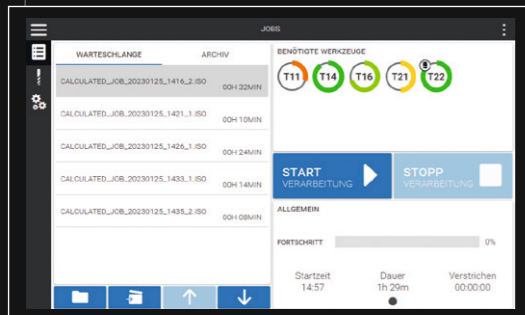 JOBS
WARTESCHLANGE
ARCHIV
CALCULATED_JOB_20230125_1416_2.ISO
00H 32MIN
CALCULATED_JOB_20230125_1421_1.ISO
00H 10MIN
CALCULATED_JOB_20230125_1426_1.ISO
00H 24MIN
CALCULATED_JOB_20230125_1433_1.ISO
00H 14MIN
CALCULATED_JOB_20230125_1435_2.ISO
00H 08MIN
BENÖTIGTE WERKZEUGE
T11 T14 T16 T21 T22
START
VERARBEITUNG
STOPP
VERARBEITUNG
ALLGEMEIN
FORTSCHRITT
0%
Startzeit Dauer Verstrichen
14:57 1h 29m 00:00:00